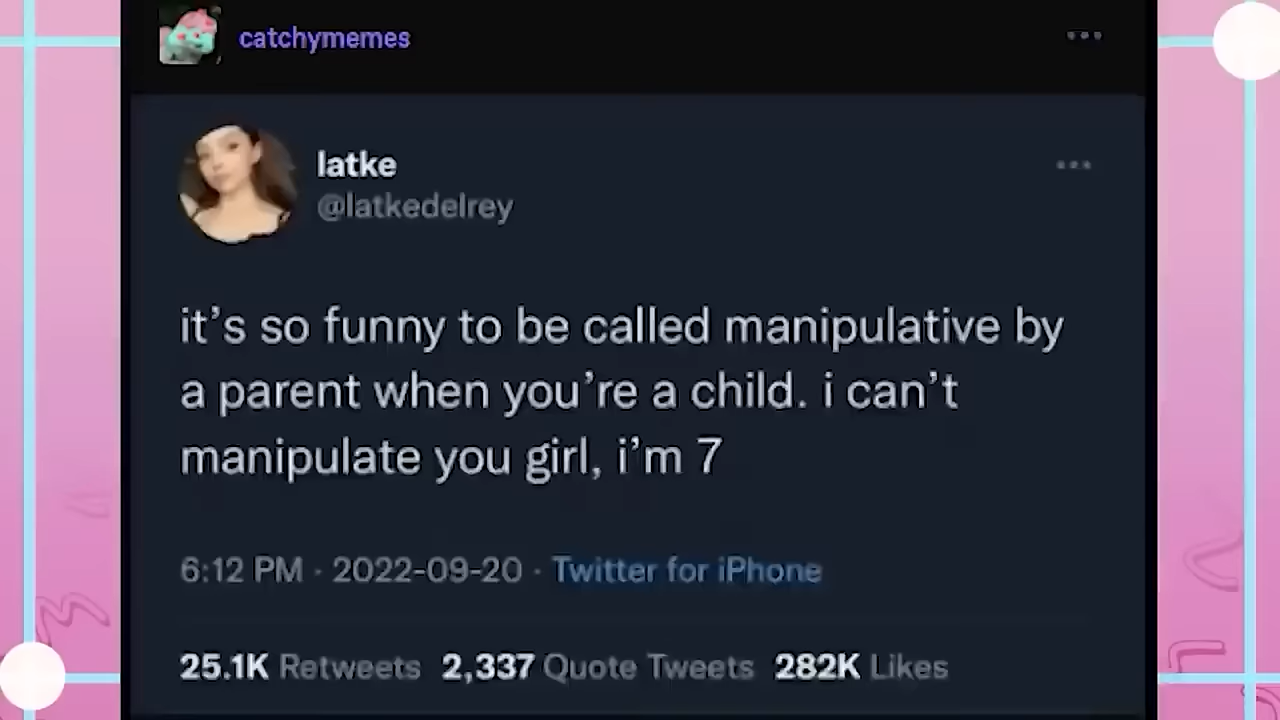 catchymemes
latke
@latkedelrey
it's so funny to be called manipulative by
a parent when you're a child. i can't
manipulate you girl, i'm 7
6:12 PM · 2022-09-20 · Twitter for iPhone
25.1K Retweets 2,337 Quote Tweets 282K Likes